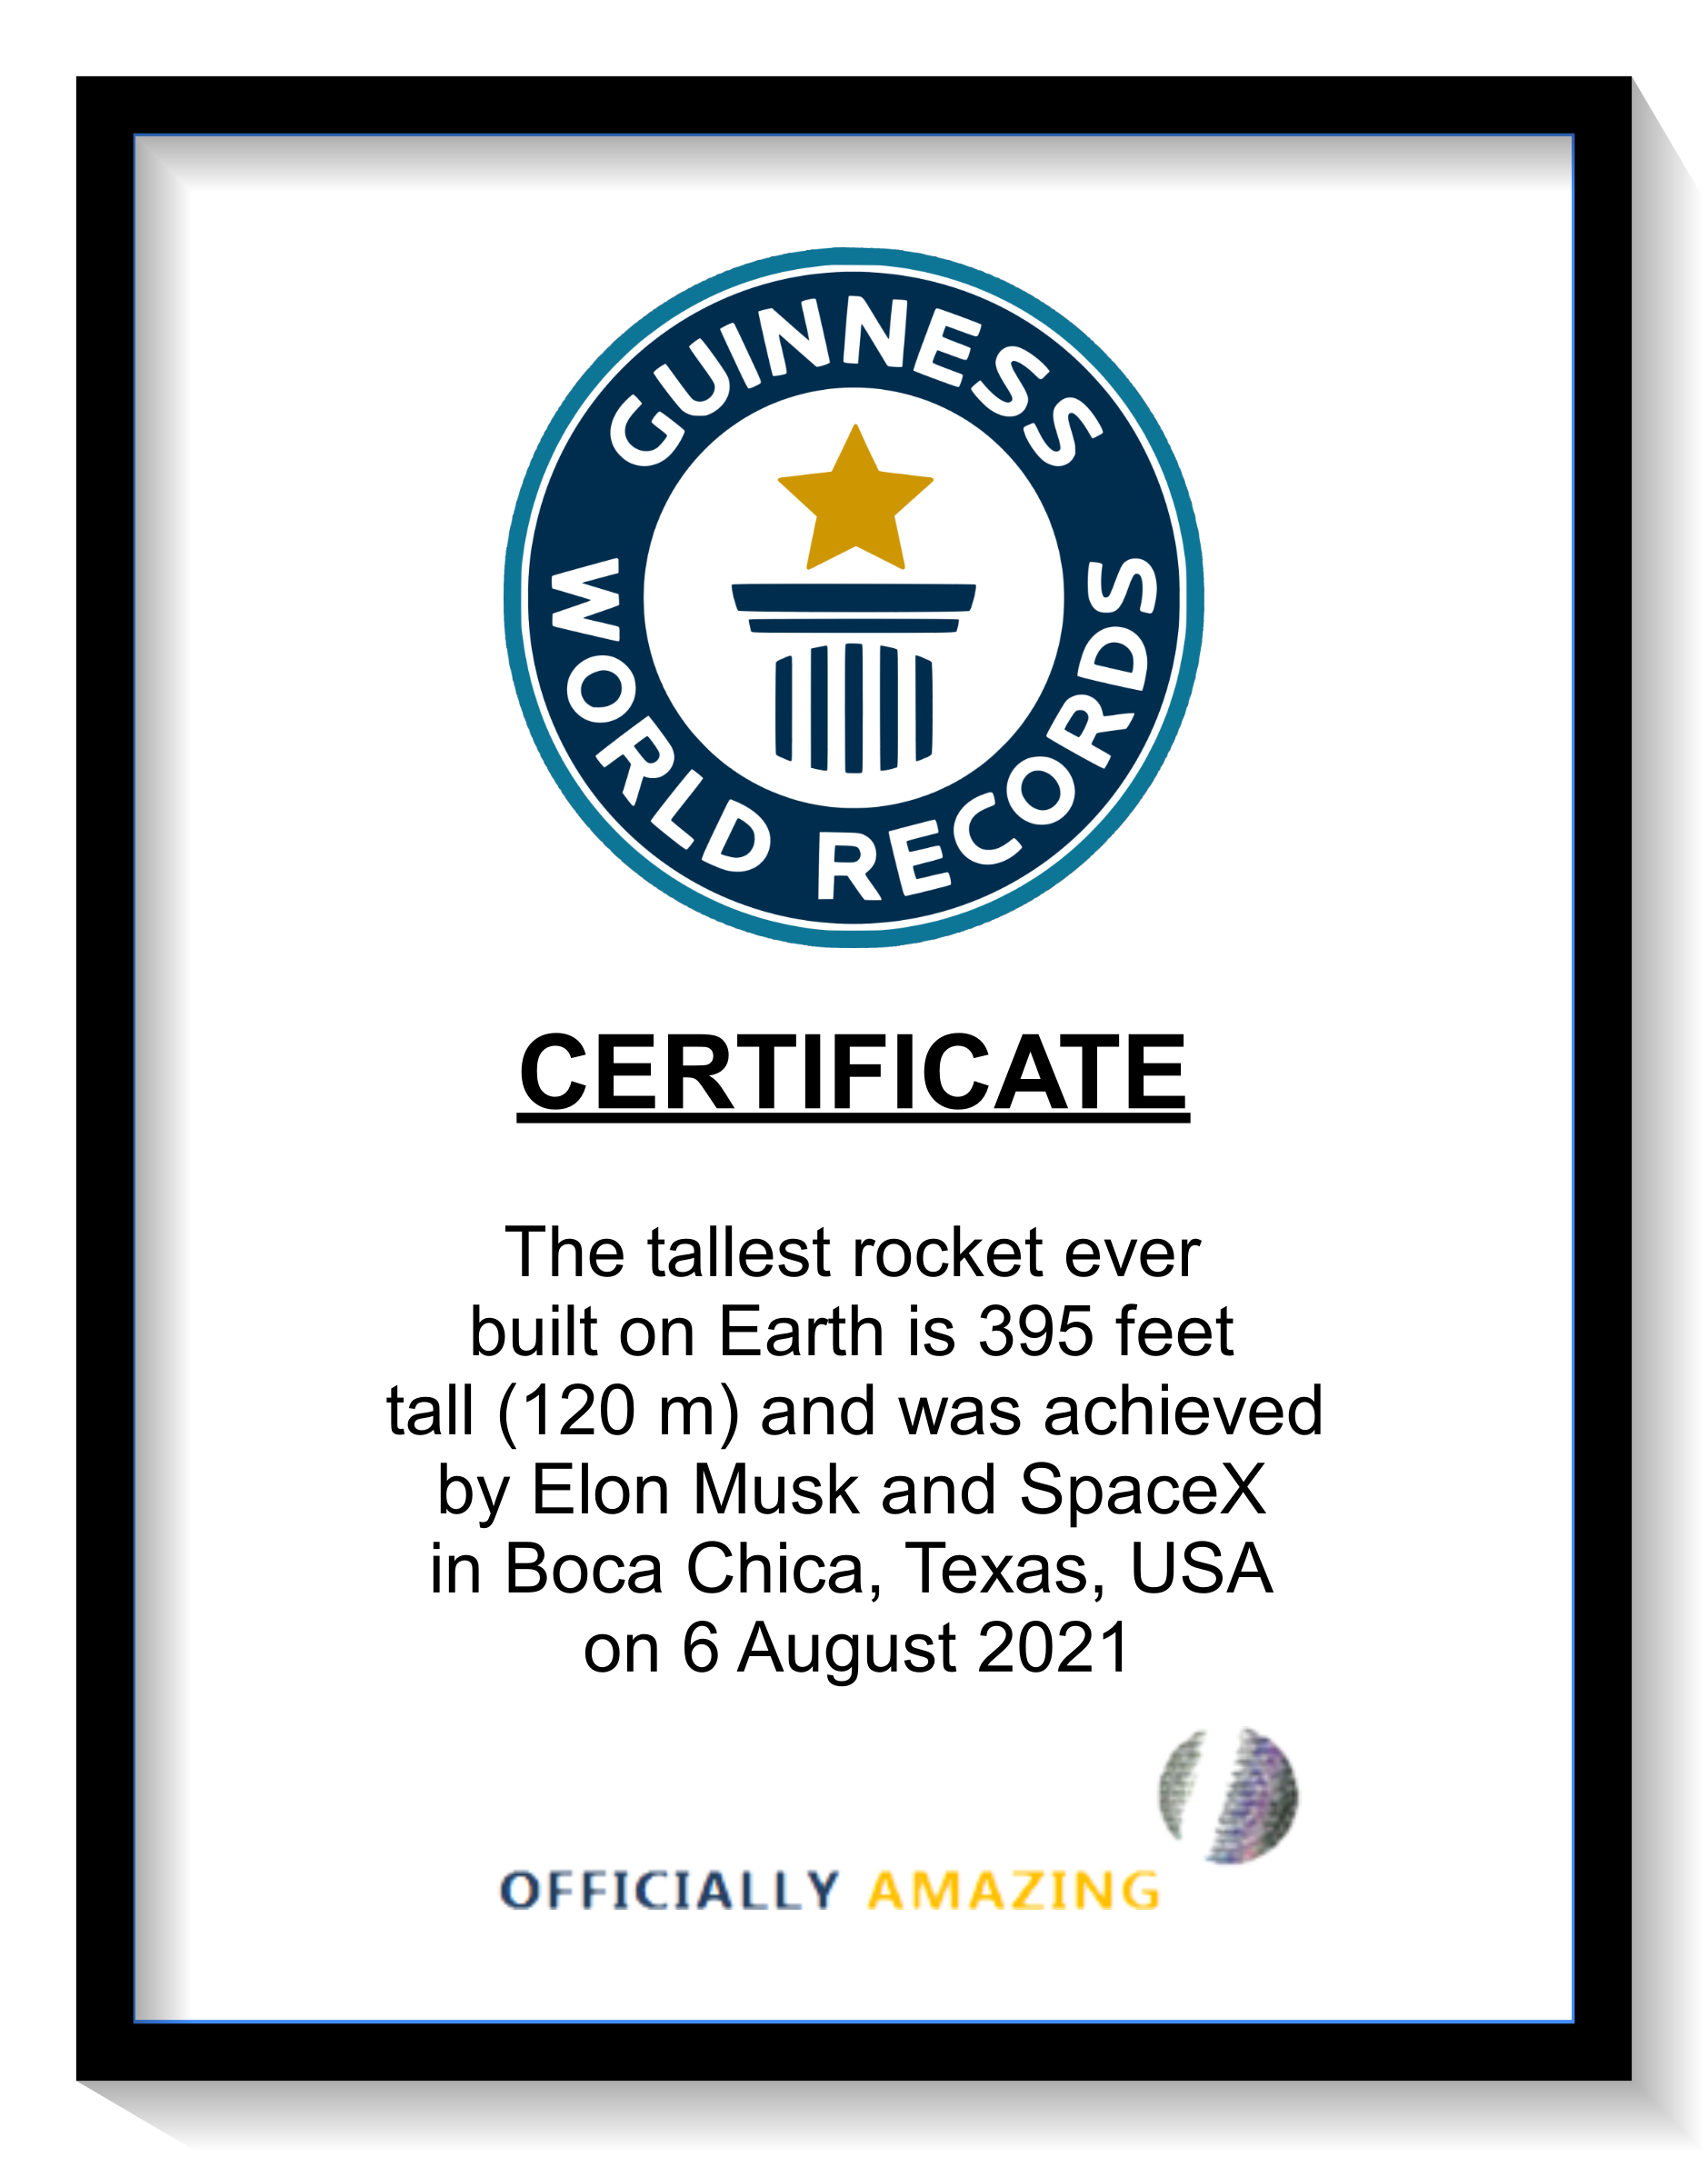 GUINNESS
WORLD RECORDS
CERTIFICATE
The tallest rocket ever
built on Earth is 395 feet
tall (120 m) and was achieved
by Elon Musk and SpaceX
in Boca Chica, Texas, USA
on 6 August 2021
OFFICIALLY AMAZING